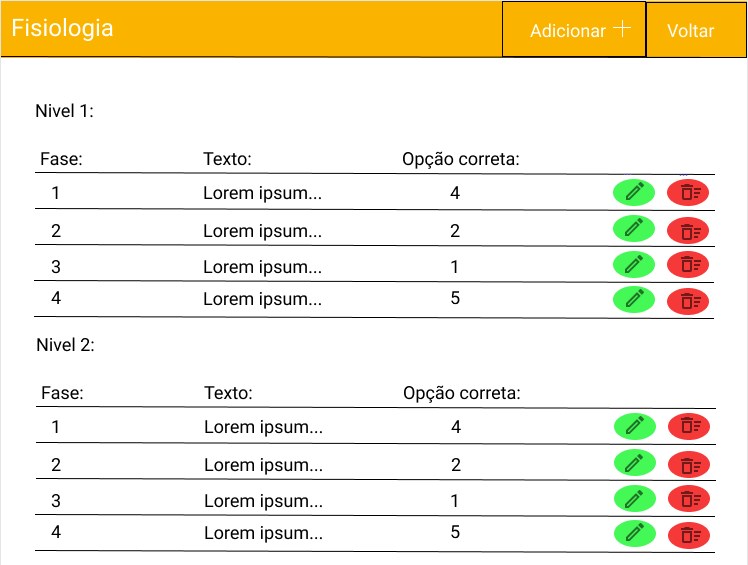 Fisiologia Adicionar + Voltar
Nivel 1:
Fase: Texto: Opção correta:
1 Lorem ipsum... 4
2 Lorem ipsum... 2
3 Lorem ipsum... 1
4 Lorem ipsum... 5
Nivel 2:
Fase: Texto: Opção correta:
1 Lorem ipsum... 4
2 Lorem ipsum... 2
3 Lorem ipsum... 1
4 Lorem ipsum... 5